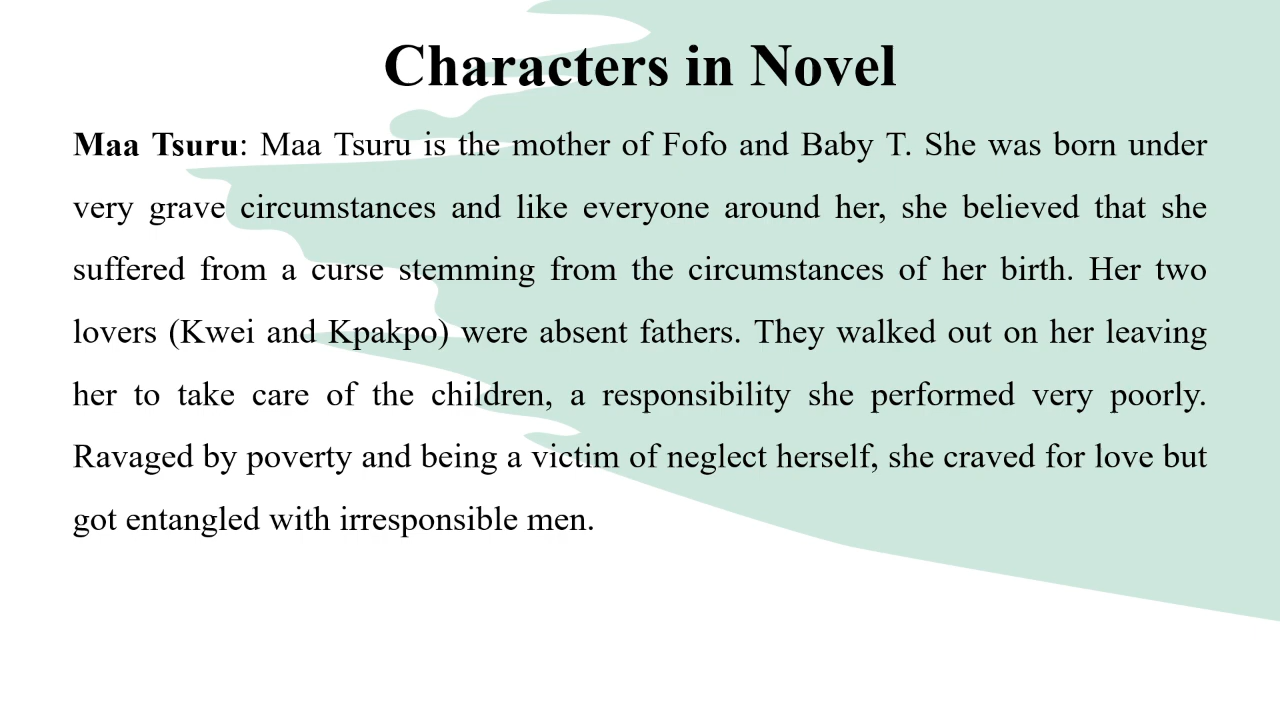 Characters in Novel
Maa Tsuru: Maa Tsuru is the mother of Fofo and Baby T. She was born under
very grave circumstances and like everyone around her, she believed that she
suffered from a curse stemming from the circumstances of her birth. Her two
lovers (Kwei and Kpakpo) were absent fathers. They walked out on her leaving
her to take care of the children, a responsibility she performed very poorly.
Ravaged by poverty and being a victim of neglect herself, she craved for love but
got entangled with irresponsible men.